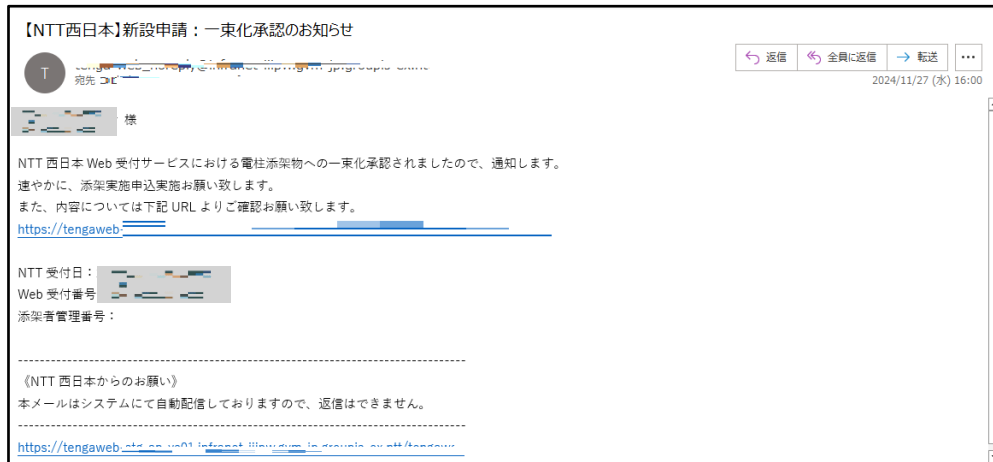 【NTT西日本】新設申請：一束化承認のお知らせ
T
宛先
返信
全員に返信
転送
2024/11/27 (水) 16:00
様
NTT 西日本 Web 受付サービスにおける電柱添架物への一束化承認されましたので、通知します。
速やかに、添架実施申込実施お願い致します。
また、内容については下記 URL よりご確認お願い致します。
https://tengaweb-
NTT 受付日：
Web 受付番号
添架者管理番号：
--------------------------------------------------------------------------------
《NTT 西日本からのお願い》
本メールはシステムにて自動配信しておりますので、返信はできません。
--------------------------------------------------------------------------------
https://tengaweb-